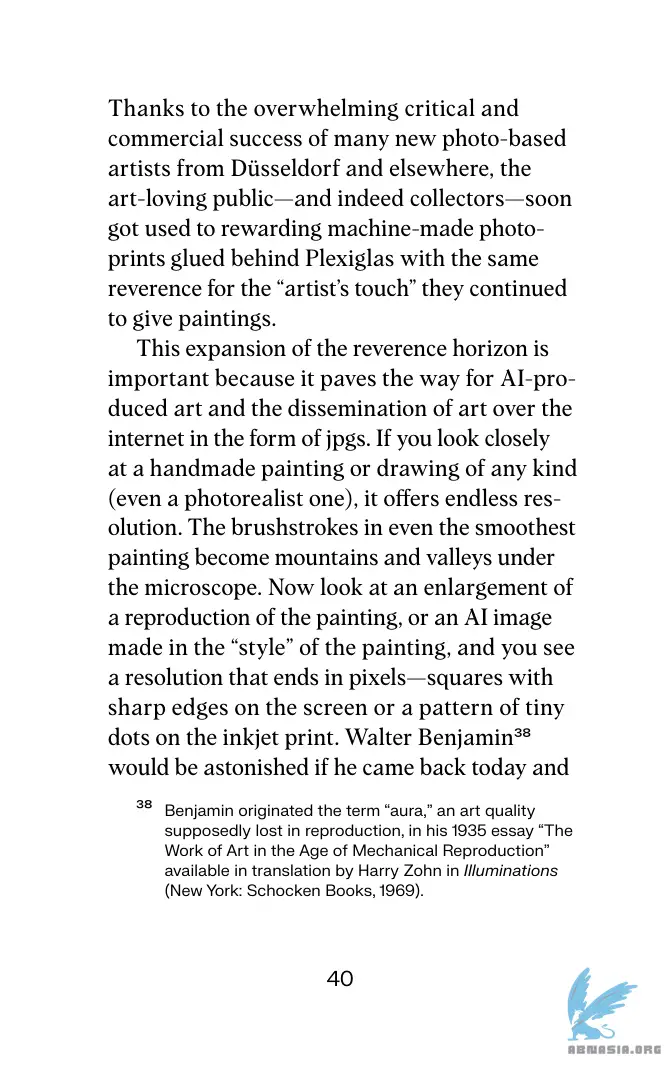 Thanks to the overwhelming critical and
commercial success of many new photo-based
artists from Düsseldorf and elsewhere, the
art-loving public—and indeed collectors—soon
got used to rewarding machine-made photo-
prints glued behind Plexiglas with the same
reverence for the “artist’s touch” they continued
to give paintings.
This expansion of the reverence horizon is
important because it paves the way for AI-pro-
duced art and the dissemination of art over the
internet in the form of jpgs. If you look closely
at a handmade painting or drawing of any kind
(even a photorealist one), it offers endless res-
olution. The brushstrokes in even the smoothest
painting become mountains and valleys under
the microscope. Now look at an enlargement of
a reproduction of the painting, or an AI image
made in the “style” of the painting, and you see
a resolution that ends in pixels—squares with
sharp edges on the screen or a pattern of tiny
dots on the inkjet print. Walter Benjamin³⁸
would be astonished if he came back today and
³⁸ Benjamin originated the term “aura,” an art quality
supposedly lost in reproduction, in his 1935 essay “The
Work of Art in the Age of Mechanical Reproduction”
available in translation by Harry Zohn in Illuminations
(New York: Schocken Books, 1969).
40
ABNASIA.ORG